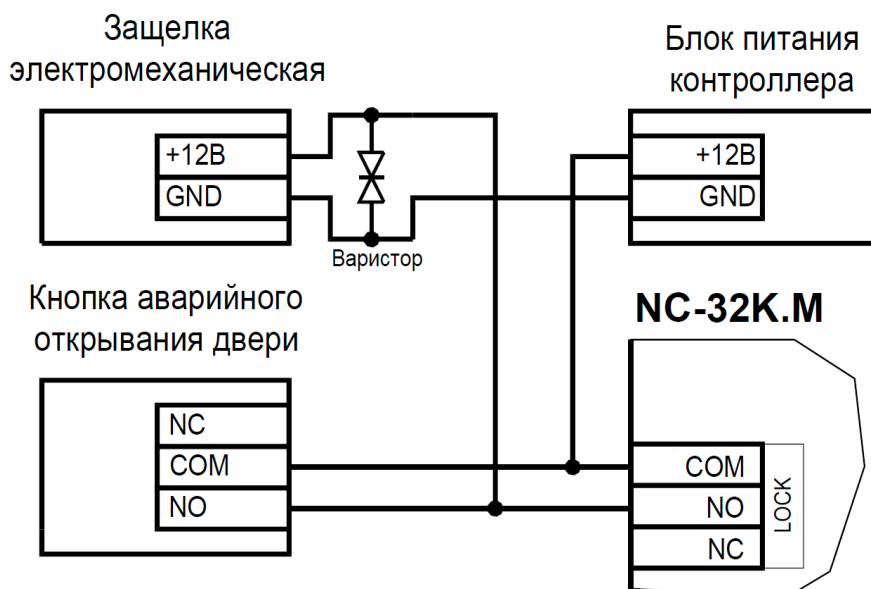 Защелка
электромеханическая
+12В
GND
Варистор
Блок питания
контроллера
+12В
GND
Кнопка аварийного
открывания двери
NC
COM
NO
NC-32K.M
COM
NO
NC
LOCK